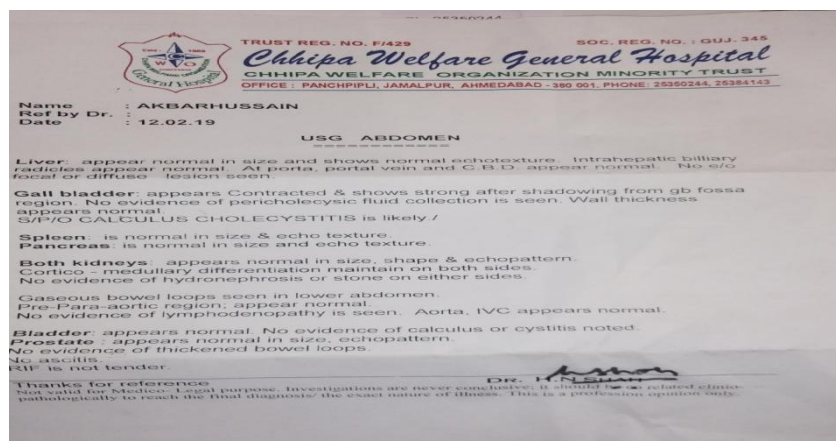 25350244
TRUST REG. NO. F/429 SOC. REG. NO. : GUJ. 345
Chhipa Welfare General Hospital
CHHIPA WELFARE ORGANIZATION MINORITY TRUST
OFFICE : PANCHPIPLI, JAMALPUR, AHMEDABAD - 380 001. PHONE: 25350244, 25384143
W O
General Hospital
Name : AKBARHUSSAIN
Ref by Dr. :
Date : 12.02.19
USG ABDOMEN
Liver: appear normal in size and shows normal echotexture. Intrahepatic billiary
radicles appear normal. At porta, portal vein and C.B.D. appear normal. No e/o
focal or diffuse lesion seen.
Gall bladder: appears Contracted & shows strong after shadowing from gb fossa
region. No evidence of pericholecysic fluid collection is seen. Wall thickness
appears normal.
S/P/O CALCULUS CHOLECYSTITIS is likely./
Spleen: is normal in size & echo texture.
Pancreas: is normal in size and echo texture.
Both kidneys: appears normal in size, shape & echopattern.
Cortico - medullary differentiation maintain on both sides.
No evidence of hydronephrosis or stone on either sides.
Gaseous bowel loops seen in lower abdomen.
Pre-Para-aortic region; appear normal.
No evidence of lymphodenopathy is seen. Aorta, IVC appears normal.
Bladder: appears normal. No evidence of calculus or cystitis noted.
Prostate : appears normal in size, echopattern.
No evidence of thickened bowel loops.
No ascitis.
RIF is not tender.
Thanks for reference DR. H.N.SHAH
Not valid for Medico- Legal purpose. Investigations are never conclusive; it should be related clinio-
pathologically to reach the final diagnosis/ the exact nature of illness. This is a profession opinion only.